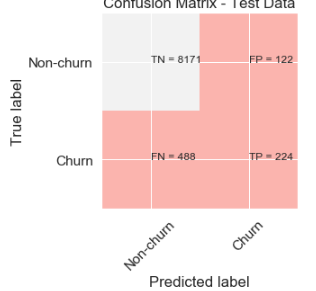 Confusion Matrix - Test Data
Non-churn
TN = 8171
FP = 122
True label
Churn
FN = 488
TP = 224
Non-churn
Churn
Predicted label